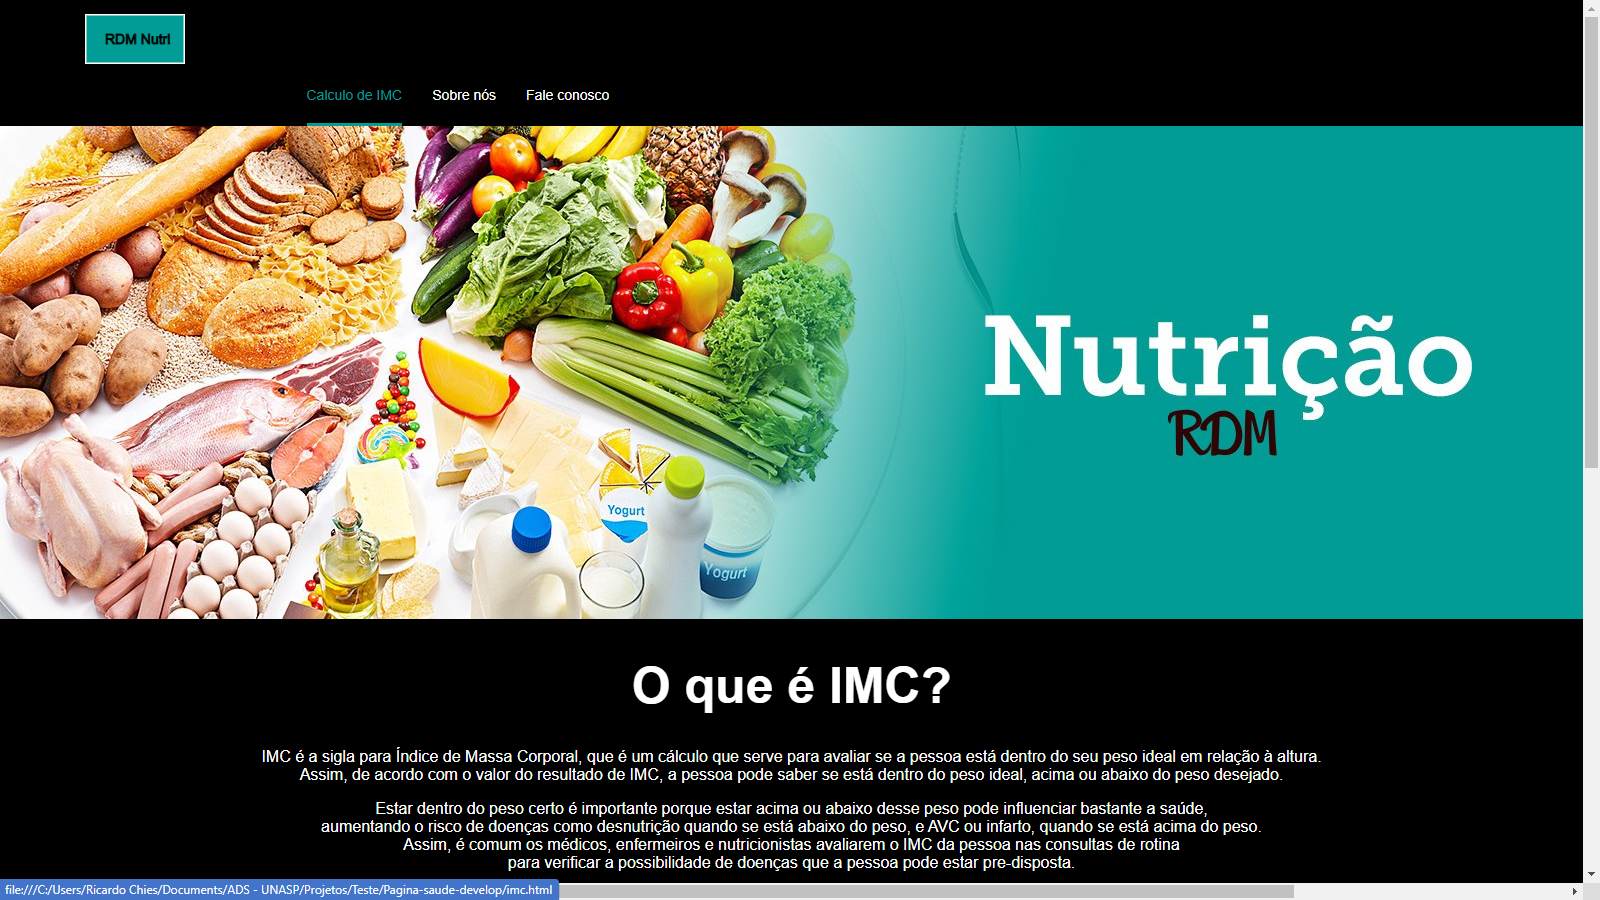 RDM Nutri
Calculo de IMC
Sobre nós
Fale conosco
Nutrição
RDM
Yogurt
Yogurt
O que é IMC?
IMC é a sigla para Índice de Massa Corporal, que é um cálculo que serve para avaliar se a pessoa está dentro do seu peso ideal em relação à altura.
Assim, de acordo com o valor do resultado de IMC, a pessoa pode saber se está dentro do peso ideal, acima ou abaixo do peso desejado.
Estar dentro do peso certo é importante porque estar acima ou abaixo desse peso pode influenciar bastante a saúde,
aumentando o risco de doenças como desnutrição quando se está abaixo do peso, e AVC ou infarto, quando se está acima do peso.
Assim, é comum os médicos, enfermeiros e nutricionistas avaliarem o IMC da pessoa nas consultas de rotina
para verificar a possibilidade de doenças que a pessoa pode estar pre-disposta.
file:///C:/Users/Ricardo Chies/Documents/ADS - UNASP/Projetos/Teste/Pagina-saude-develop/imc.html